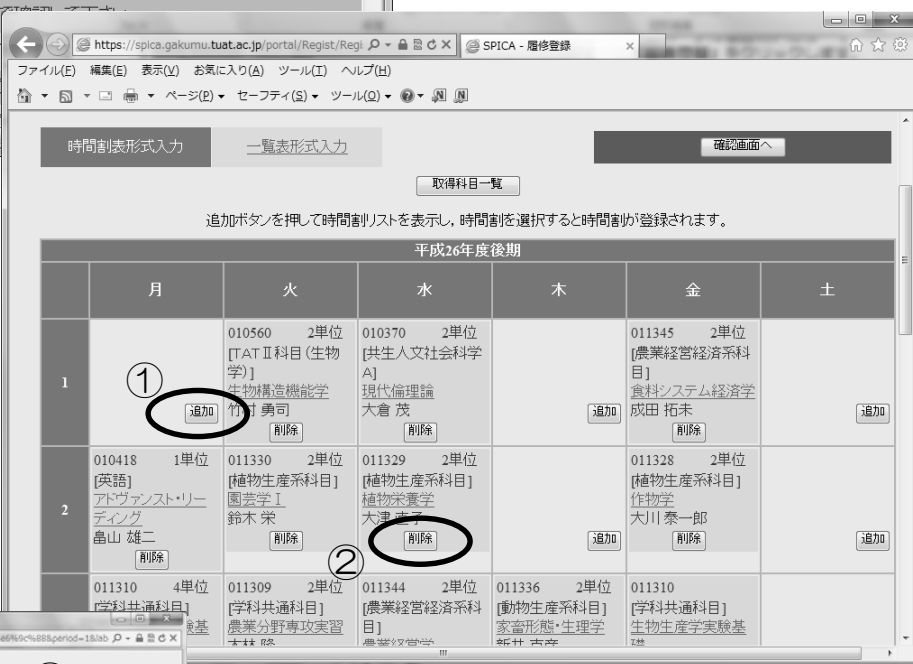 https://spica.gakumu.tuat.ac.jp/portal/Regist/Regi
SPICA - 履修登録
ファイル(F) 編集(E) 表示(V) お気に入り(A) ツール(T) ヘルプ(H)
ページ(P) セーフティ(S) ツール(O)
時間割表形式入力 一覧表形式入力 確認画面へ
取得科目一覧
追加ボタンを押して時間割リストを表示し，時間割を選択すると時間割が登録されます。
平成26年度後期
月 火 水 木 金 土
1
①
追加
010560 2単位
[TATⅡ科目(生物
学)]
生物構造機能学
竹村 勇司
削除
010370 2単位
[共生人文社会科学
A]
現代倫理論
大倉 茂
削除
追加
011345 2単位
[農業経営経済系科
目]
食料システム経済学
成田 拓未
削除
追加
2
010418 1単位
[英語]
アドヴァンスト・リー
ディング
畠山 雄二
削除
011330 2単位
[植物生産系科目]
園芸学Ⅰ
鈴木 栄
削除
②
011329 2単位
[植物生産系科目]
植物栄養学
大津 直子
削除
追加
011328 2単位
[植物生産系科目]
作物学
大川 泰一郎
削除
追加
011310 4単位
[学科共通科目]
験基
011309 2単位
[学科共通科目]
農業分野専攻実習
011344 2単位
[農業経営経済系科
目]
農業経営学
011336 2単位
[動物生産系科目]
家畜形態・生理学
011310
[学科共通科目]
生物生産学実験基
礎
e6%9c%88&period=1&lab